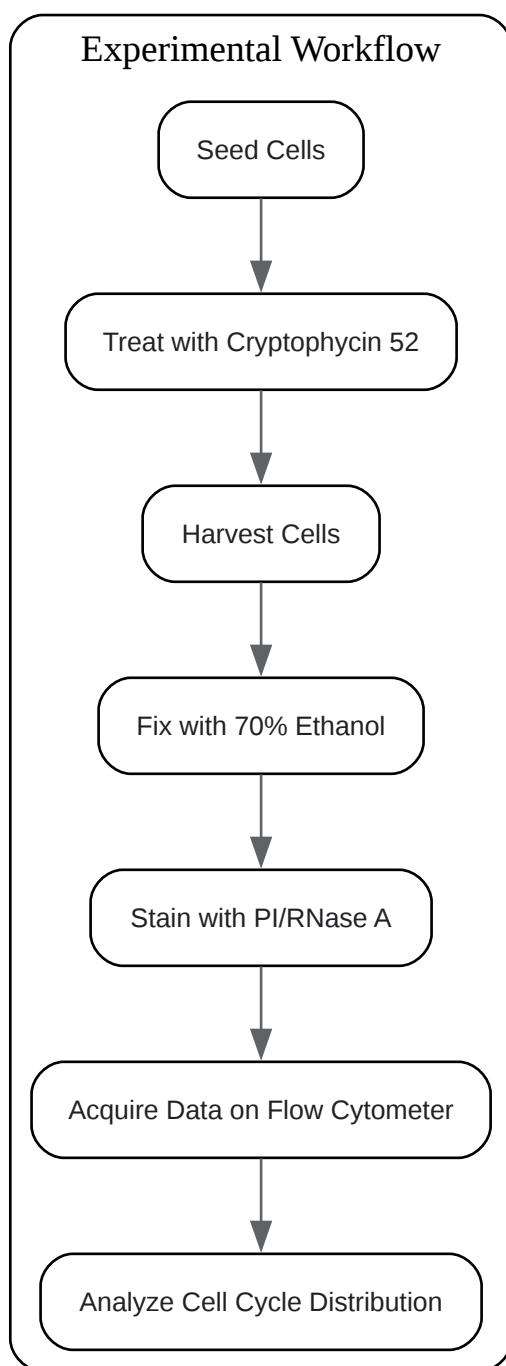 Experimental Workflow
Seed Cells
Treat with Cryptophycin 52
Harvest Cells
Fix with 70% Ethanol
Stain with PI/RNase A
Acquire Data on Flow Cytometer
Analyze Cell Cycle Distribution